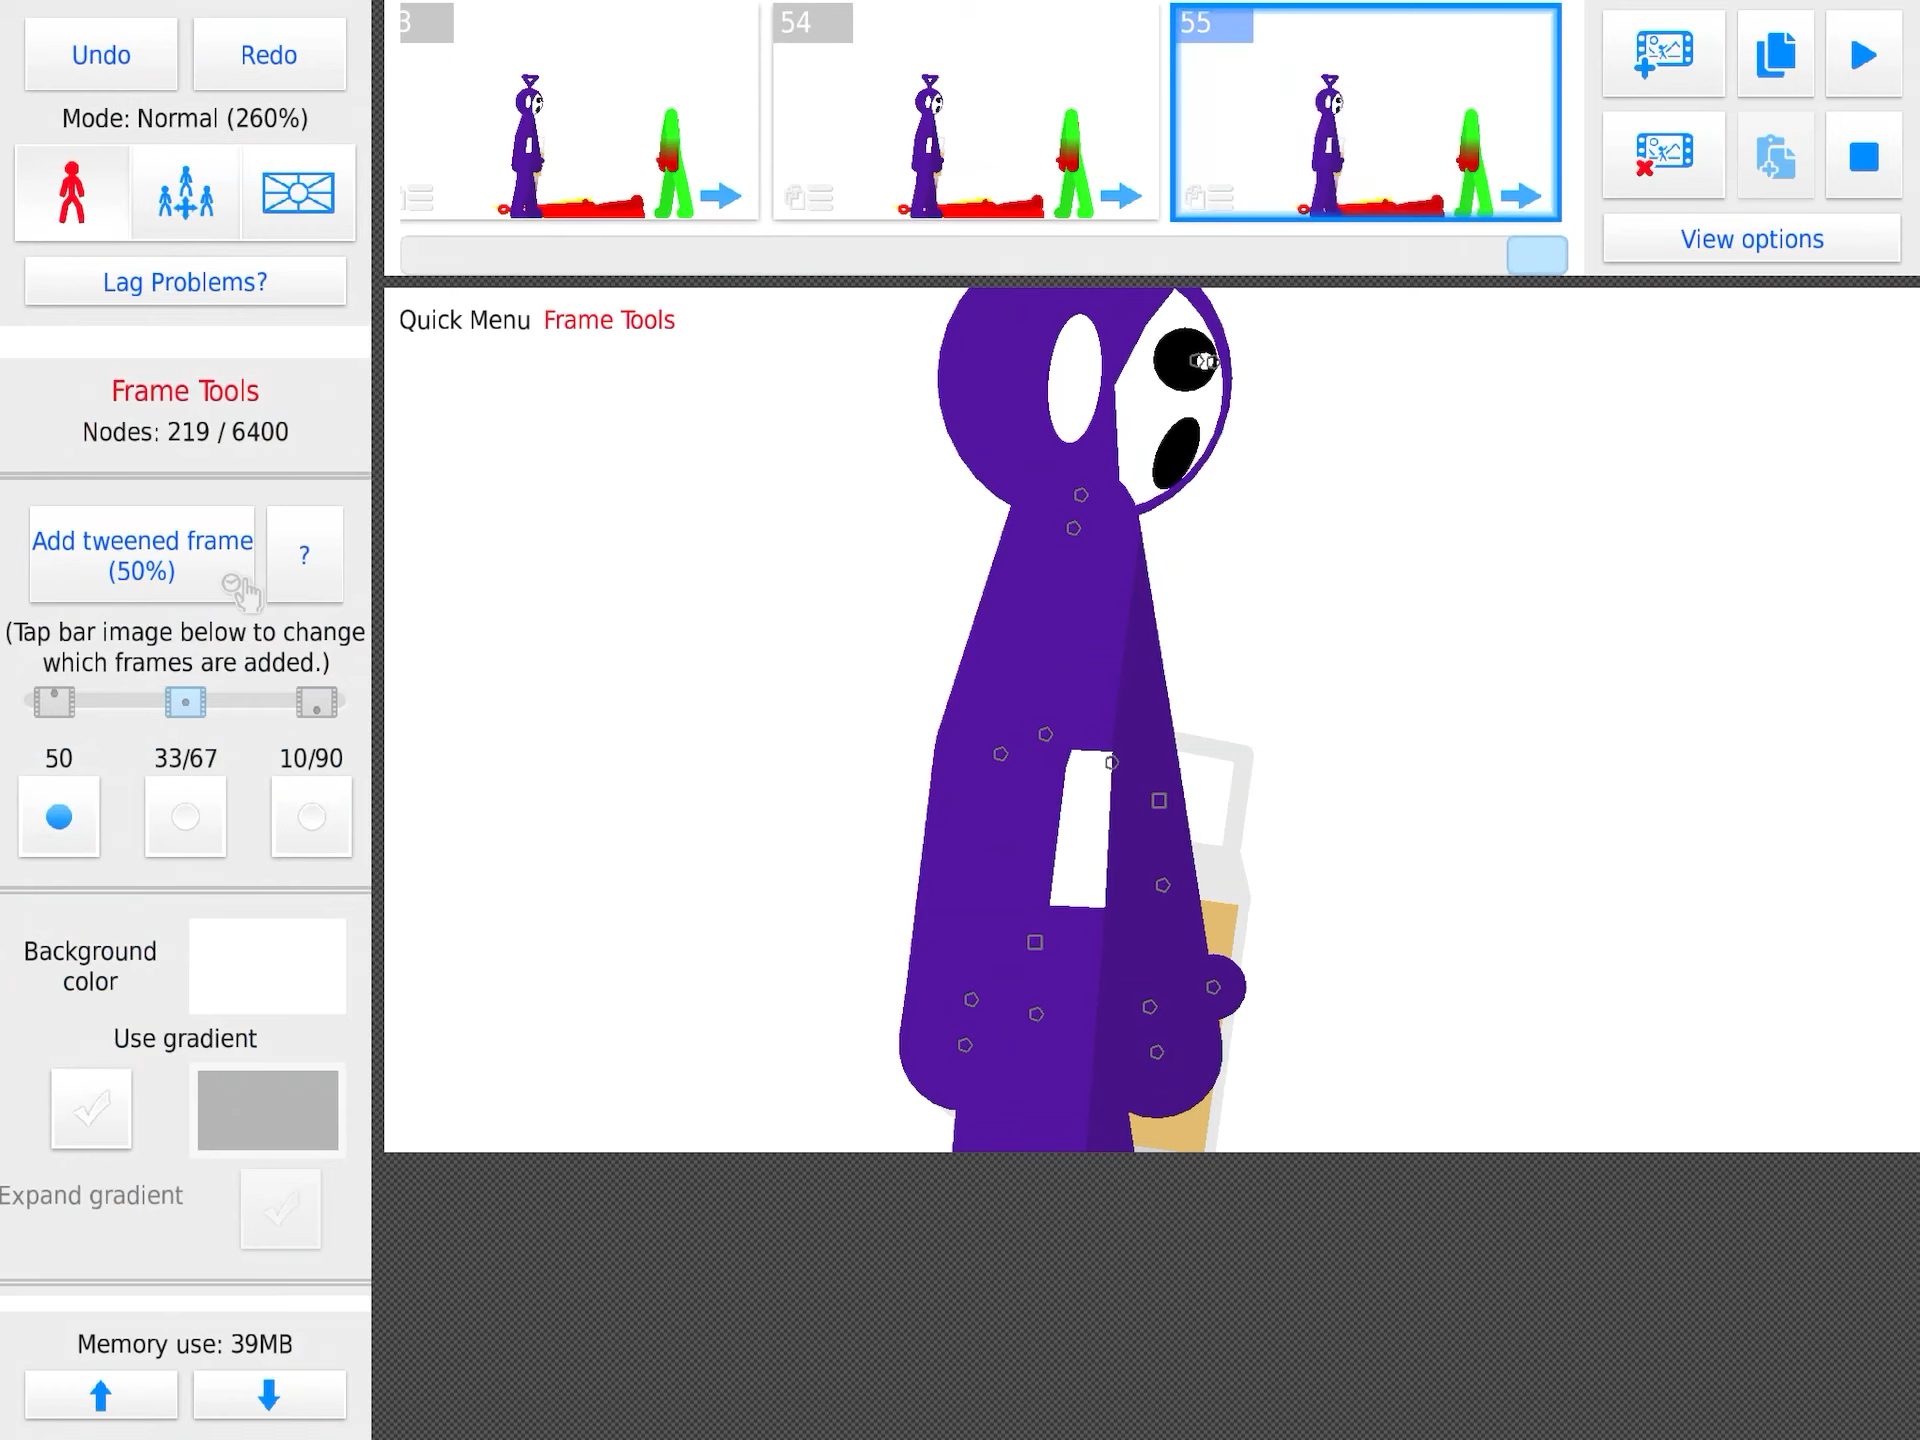 Undo
Redo
Mode: Normal (260%)
Lag Problems?
Frame Tools
Nodes: 219 / 6400
Add tweened frame
(50%)
?
(Tap bar image below to change
which frames are added.)
50
33/67
10/90
Background
color
Use gradient
Expand gradient
Memory use: 39MB
3
54
55
View options
Quick Menu
Frame Tools